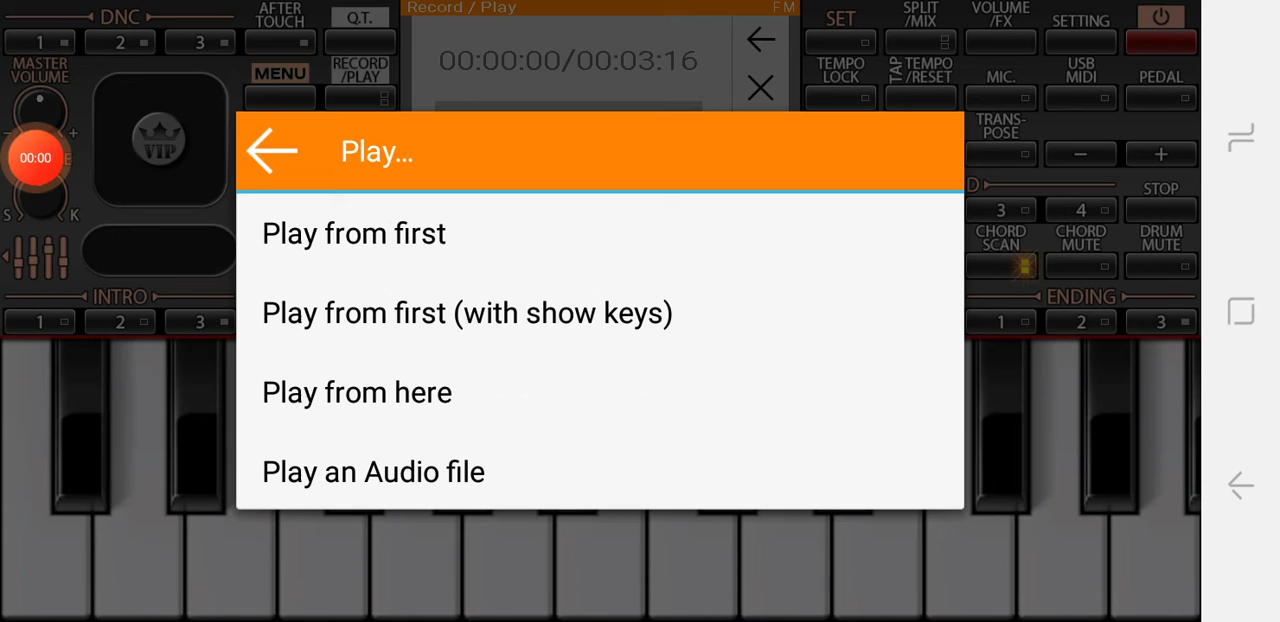 DNC
1
2
3
AFTER
TOUCH
Q.T.
Record / Play
FM
SET
SPLIT
/MIX
VOLUME
/FX
SETTING
MASTER
VOLUME
MENU
RECORD
/PLAY
00:00:00/00:03:16
TEMPO
LOCK
TAP
TEMPO
/RESET
MIC.
USB
MIDI
PEDAL
- +
VIP
00:00
E
S K
Play...
TRANS-
POSE
- +
Play from first
Play from first (with show keys)
Play from here
Play an Audio file
D
3
4
STOP
CHORD
SCAN
CHORD
MUTE
DRUM
MUTE
INTRO
1
2
3
ENDING
1
2
3